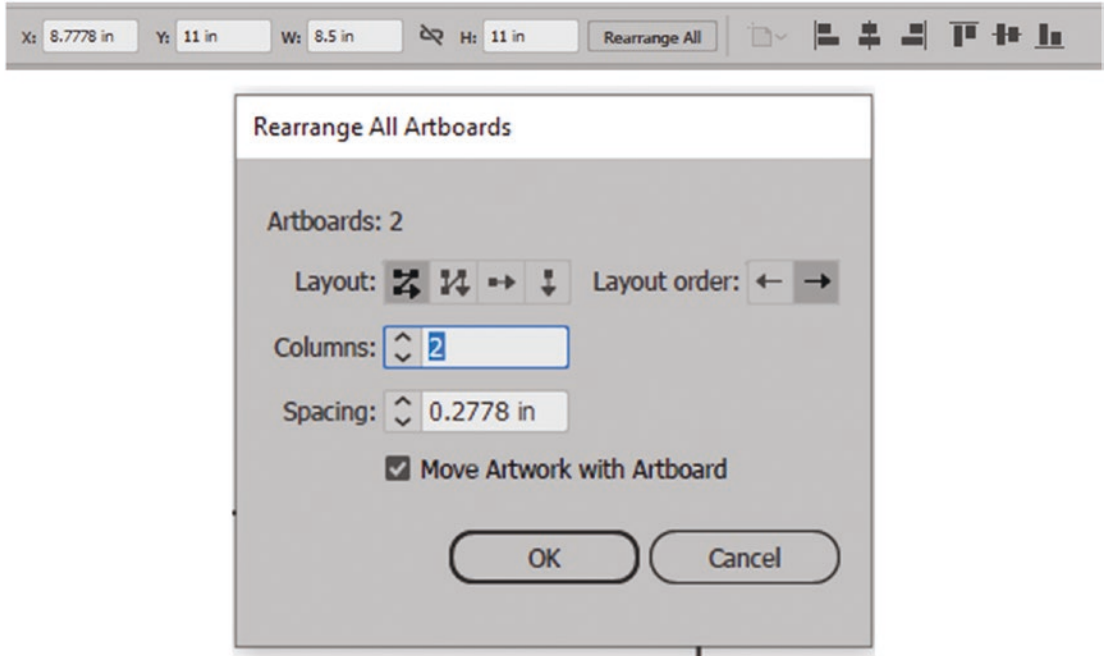 X: 8.7778 in Y: 11 in W: 8.5 in H: 11 in Rearrange All
Rearrange All Artboards
Artboards: 2
Layout: Layout order:
Columns: 2
Spacing: 0.2778 in
Move Artwork with Artboard
OK Cancel